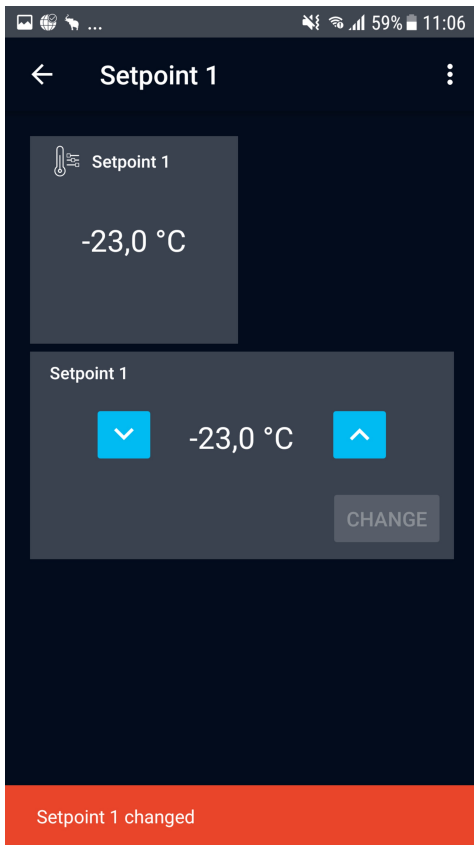 ... 59% 11:06
Setpoint 1
Setpoint 1
-23,0 °C
Setpoint 1
-23,0 °C
CHANGE
Setpoint 1 changed